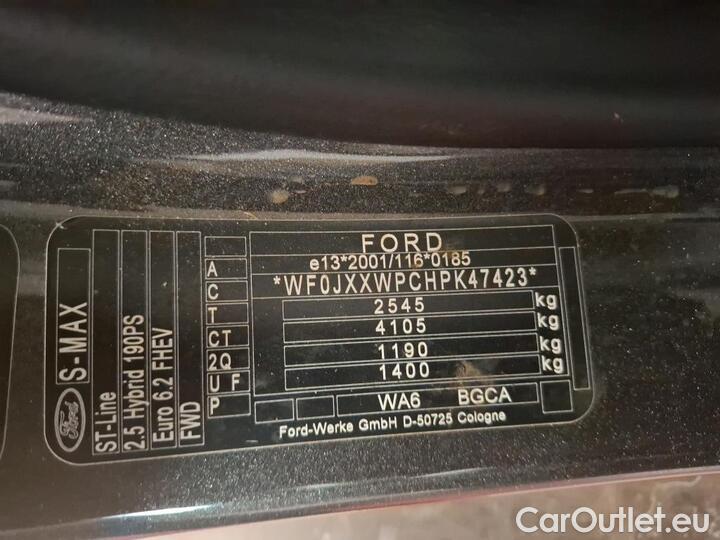 Ford
S-MAX
ST-Line
2.5 Hybrid 190PS
Euro 6.2 FHEV
FWD
A
C
T
CT
2Q
U F
P
FORD
e13*2001/116*0185
*WF0JXXWPCHPK47423*
2545 kg
4105 kg
1190 kg
1400 kg
WA6 BGCA
Ford-Werke GmbH D-50725 Cologne
CarOutlet.eu